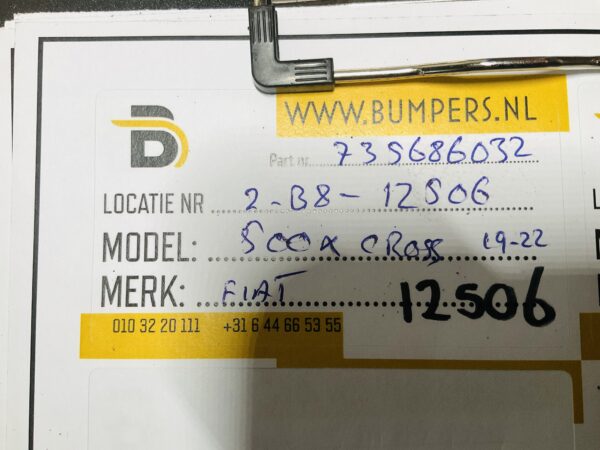 WWW.BUMPERS.NL
Part nr. 735686032
LOCATIE NR 2-B8-12506
MODEL: 500X CROSS 19-22
MERK: FIAT
12506
010 32 20 111 +31 6 44 66 53 55